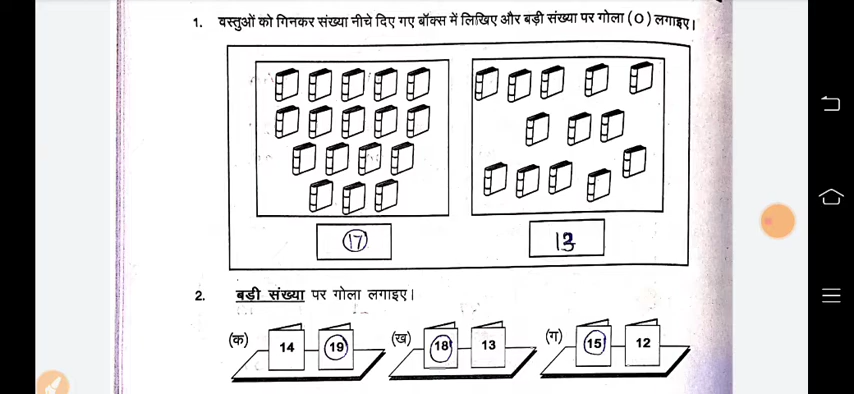 1. वस्तुओं को गिनकर संख्या नीचे दिए गए बॉक्स में लिखिए और बड़ी संख्या पर गोला (O) लगाइए।
17 13
2. बड़ी संख्या पर गोला लगाइए।
(क) 14 19 (ख) 18 13 (ग) 15 12